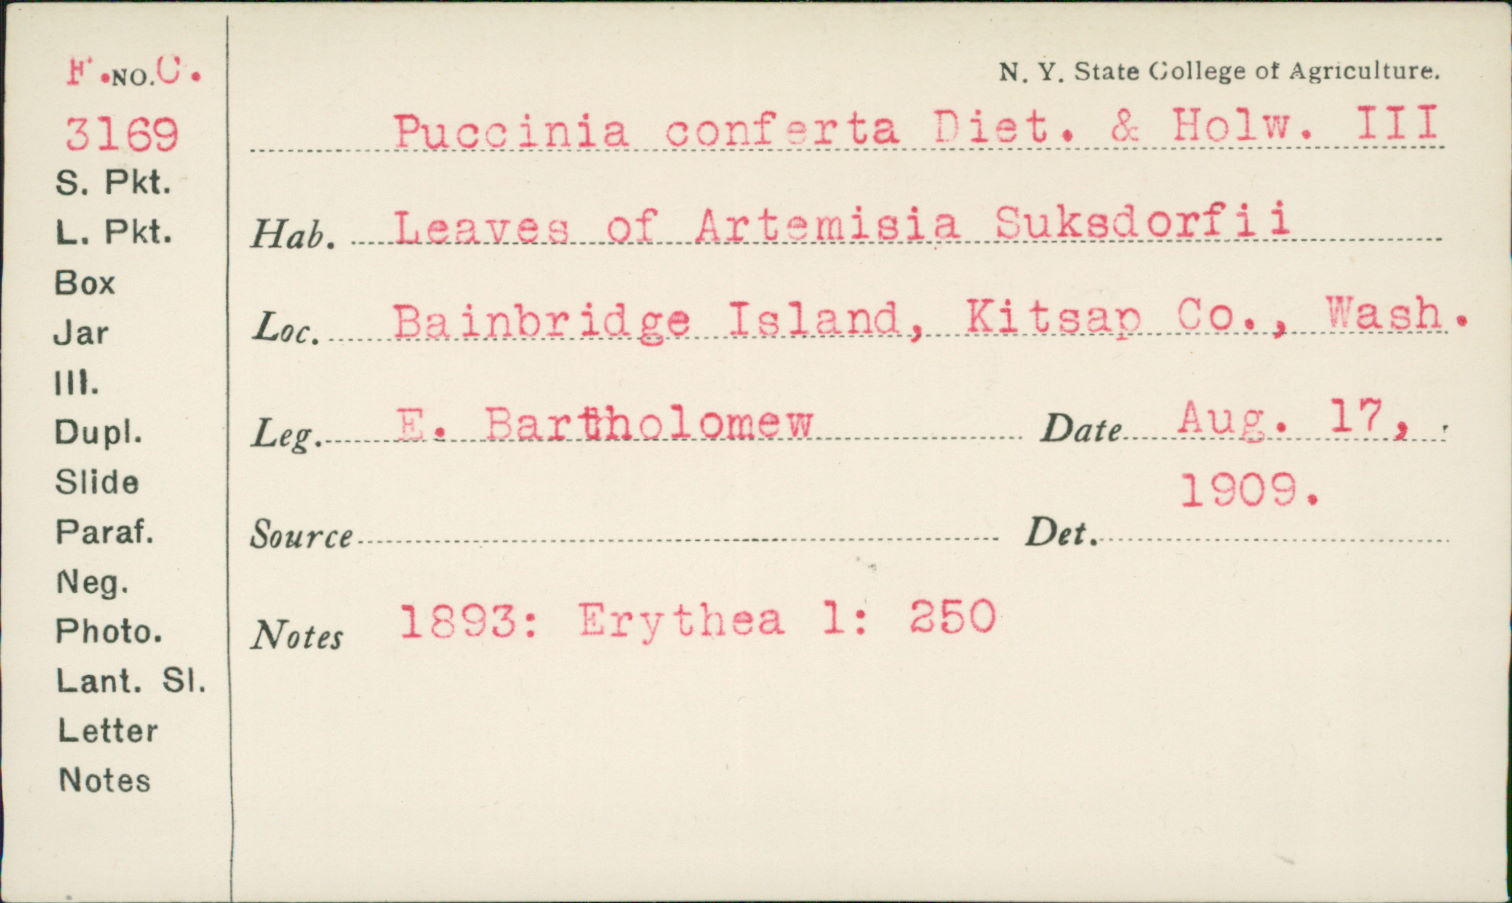 F. NO. C.
3169
S. Pkt.
L. Pkt.
Box
Jar
Ill.
Dupl.
Slide
Paraf.
Neg.
Photo.
Lant. Sl.
Letter
Notes
N. Y. State College of Agriculture.
Puccinia conferta Diet. & Holw. III
Hab. Leaves of Artemisia Suksdorfii
Loc. Bainbridge Island, Kitsap Co., Wash.
Leg. E. Bartholomew Date Aug. 17,
1909.
Source Det.
Notes 1893: Erythea 1: 250